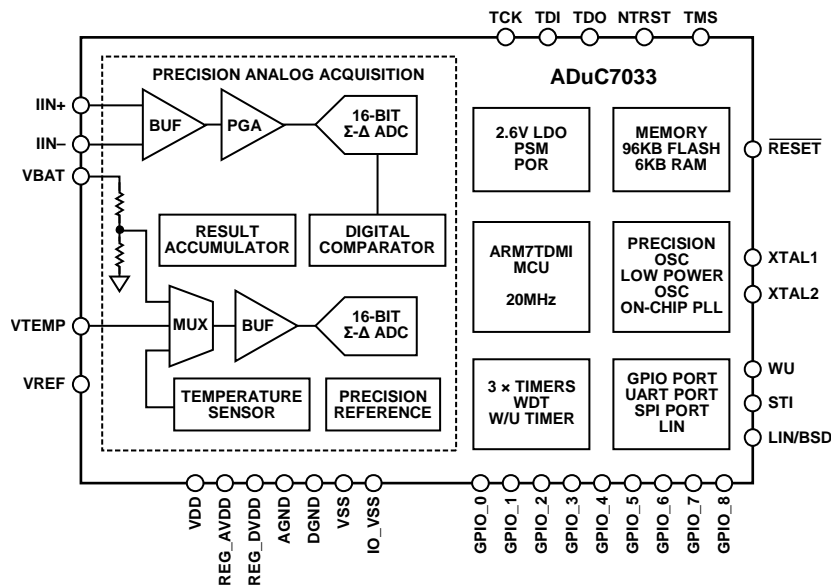 TCK TDI TDO NTRST TMS
PRECISION ANALOG ACQUISITION
ADuC7033
IIN+
IIN–
VBAT
VTEMP
VREF
BUF
PGA
16-BIT
Σ-Δ ADC
RESULT
ACCUMULATOR
DIGITAL
COMPARATOR
MUX
BUF
16-BIT
Σ-Δ ADC
TEMPERATURE
SENSOR
PRECISION
REFERENCE
2.6V LDO
PSM
POR
MEMORY
96KB FLASH
6KB RAM
ARM7TDMI
MCU
20MHz
PRECISION
OSC
LOW POWER
OSC
ON-CHIP PLL
3 × TIMERS
WDT
W/U TIMER
GPIO PORT
UART PORT
SPI PORT
LIN
RESET
XTAL1
XTAL2
WU
STI
LIN/BSD
VDD
REG_AVDD
REG_DVDD
AGND
DGND
VSS
IO_VSS
GPIO_0
GPIO_1
GPIO_2
GPIO_3
GPIO_4
GPIO_5
GPIO_6
GPIO_7
GPIO_8